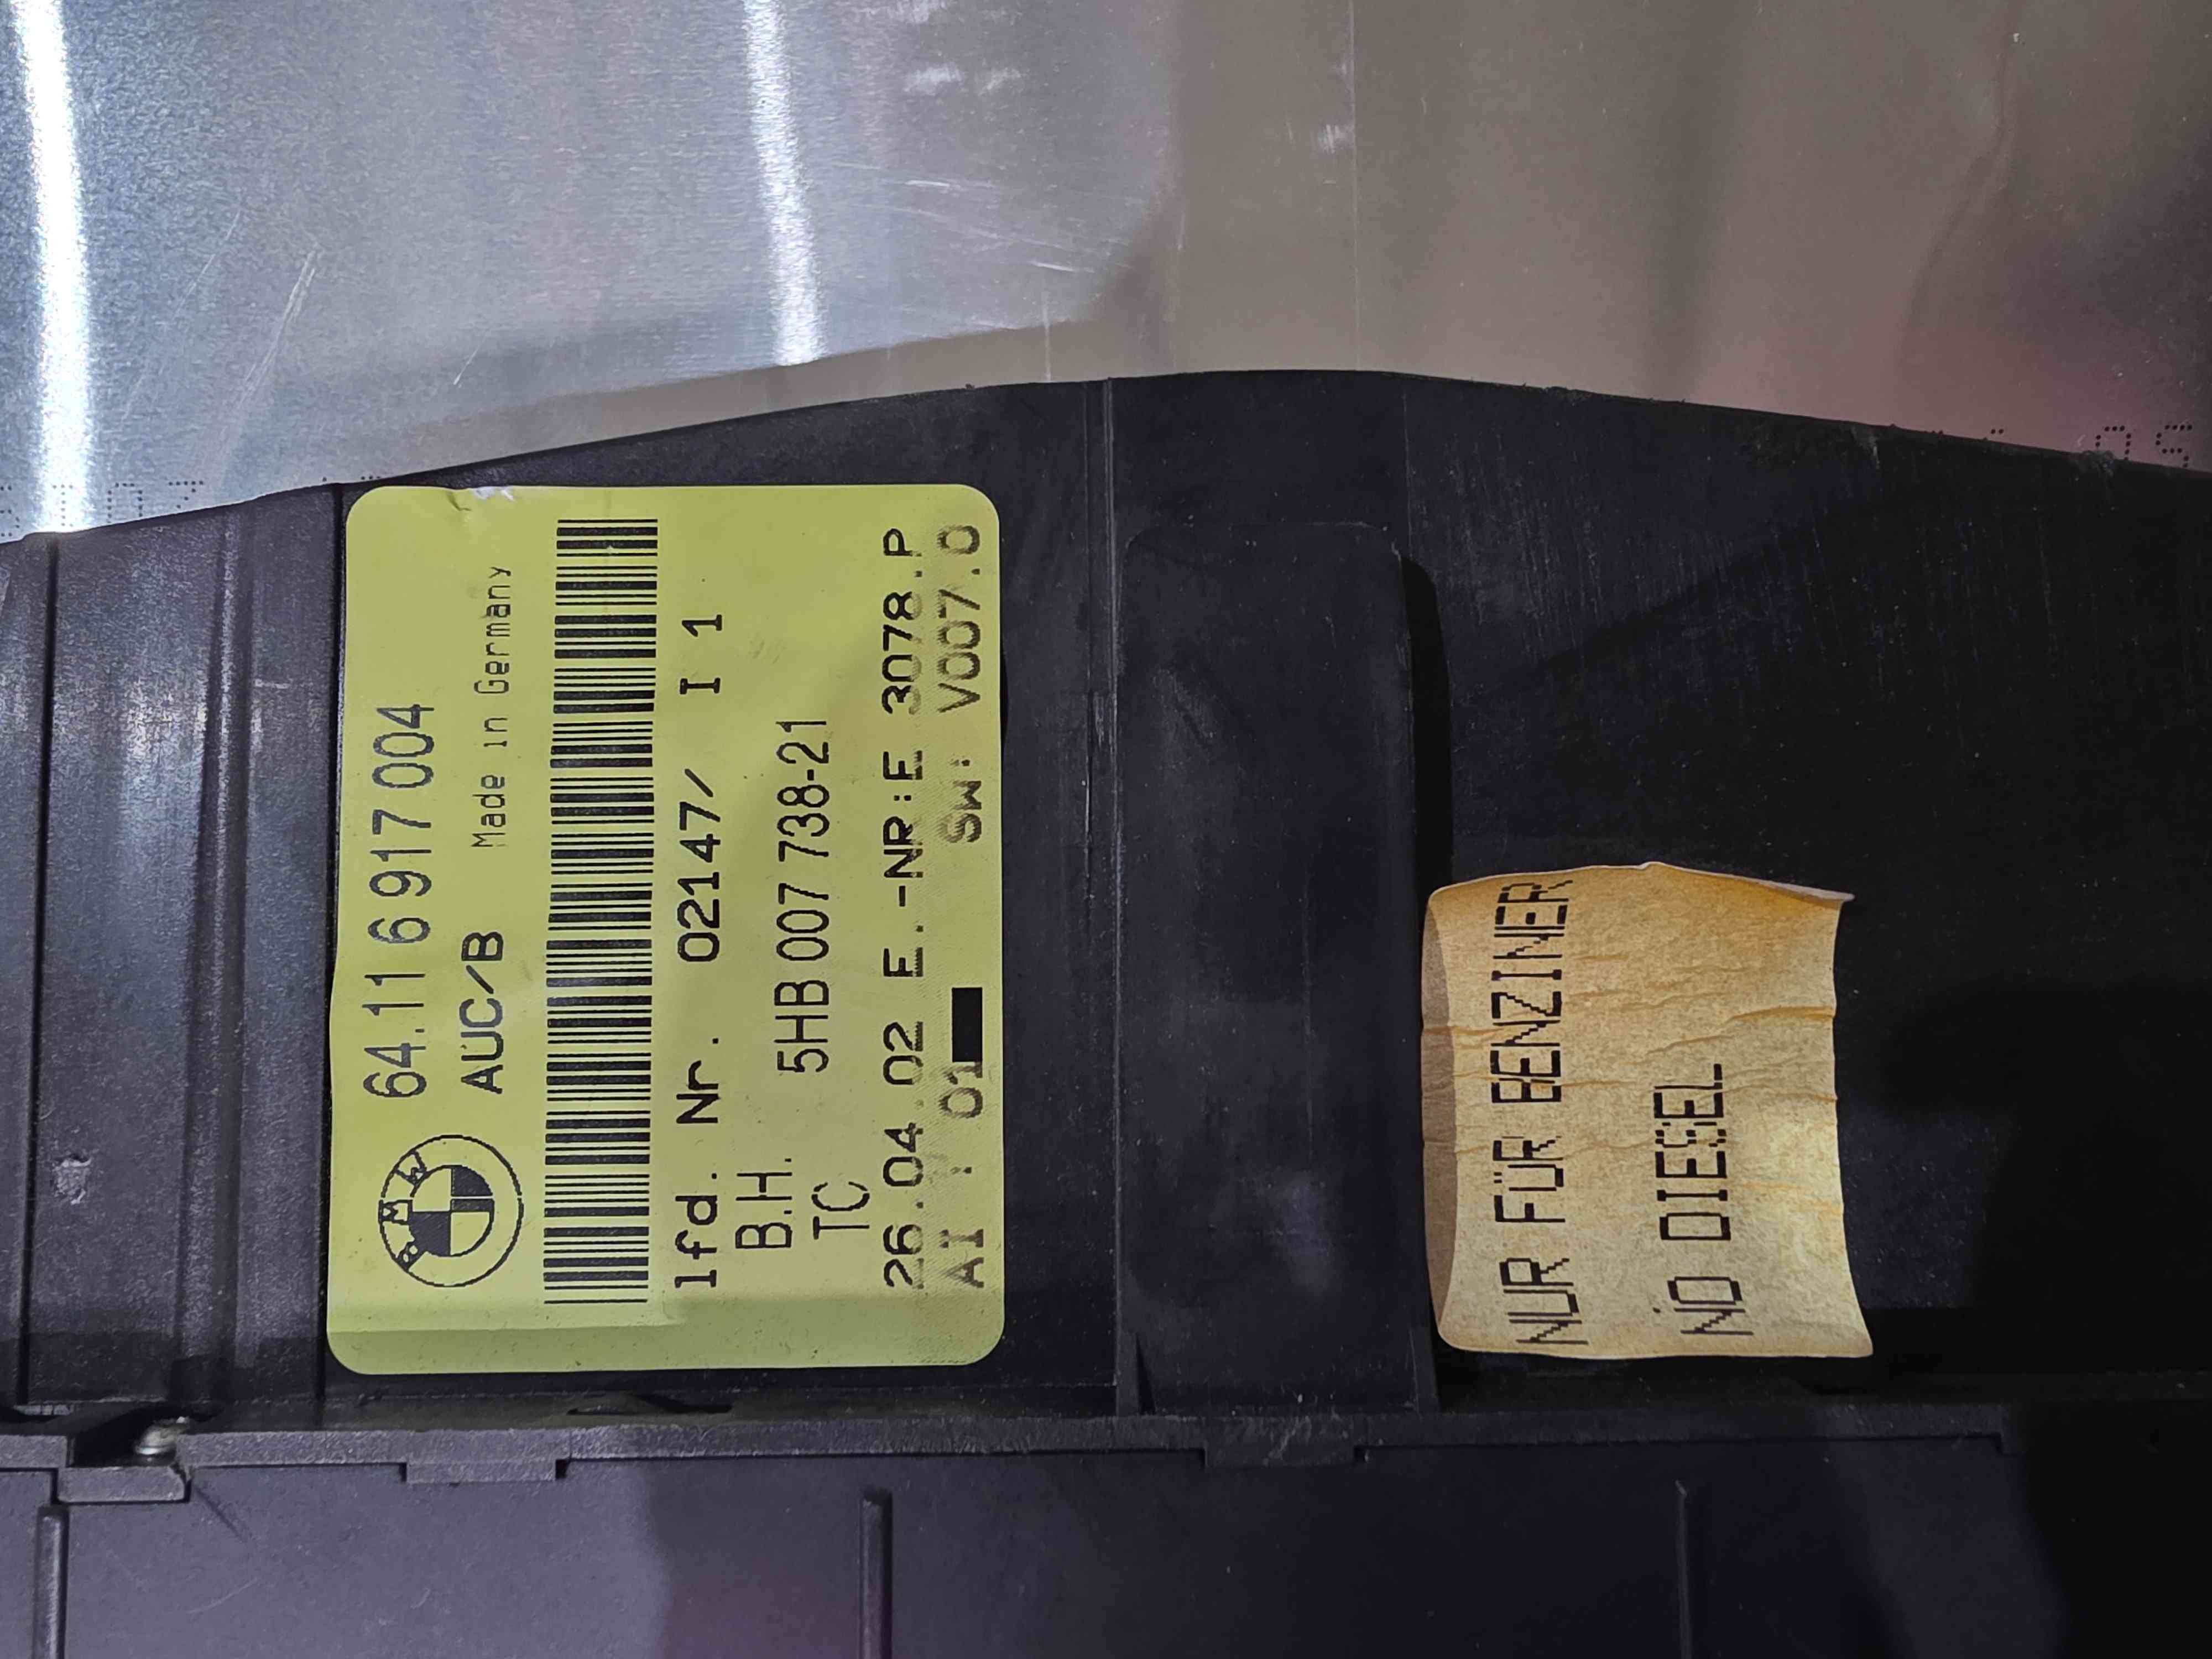 64.11 6 917 004
BMW
AUC/B Made in Germany
lfd. Nr. 02147/ I 1
B.H.
5HB 007 738-21
TC
26.04.02 E.-NR:E 3078.P
AI : 01 SW: V007.0
NUR FÜR BENZINER
NO DIESEL